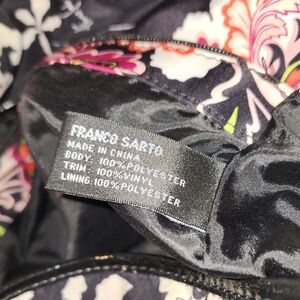 FRANCO SARTO
MADE IN CHINA
BODY: 100%POLYESTER
TRIM: 100%VINYL
LINING:100%POLYESTER